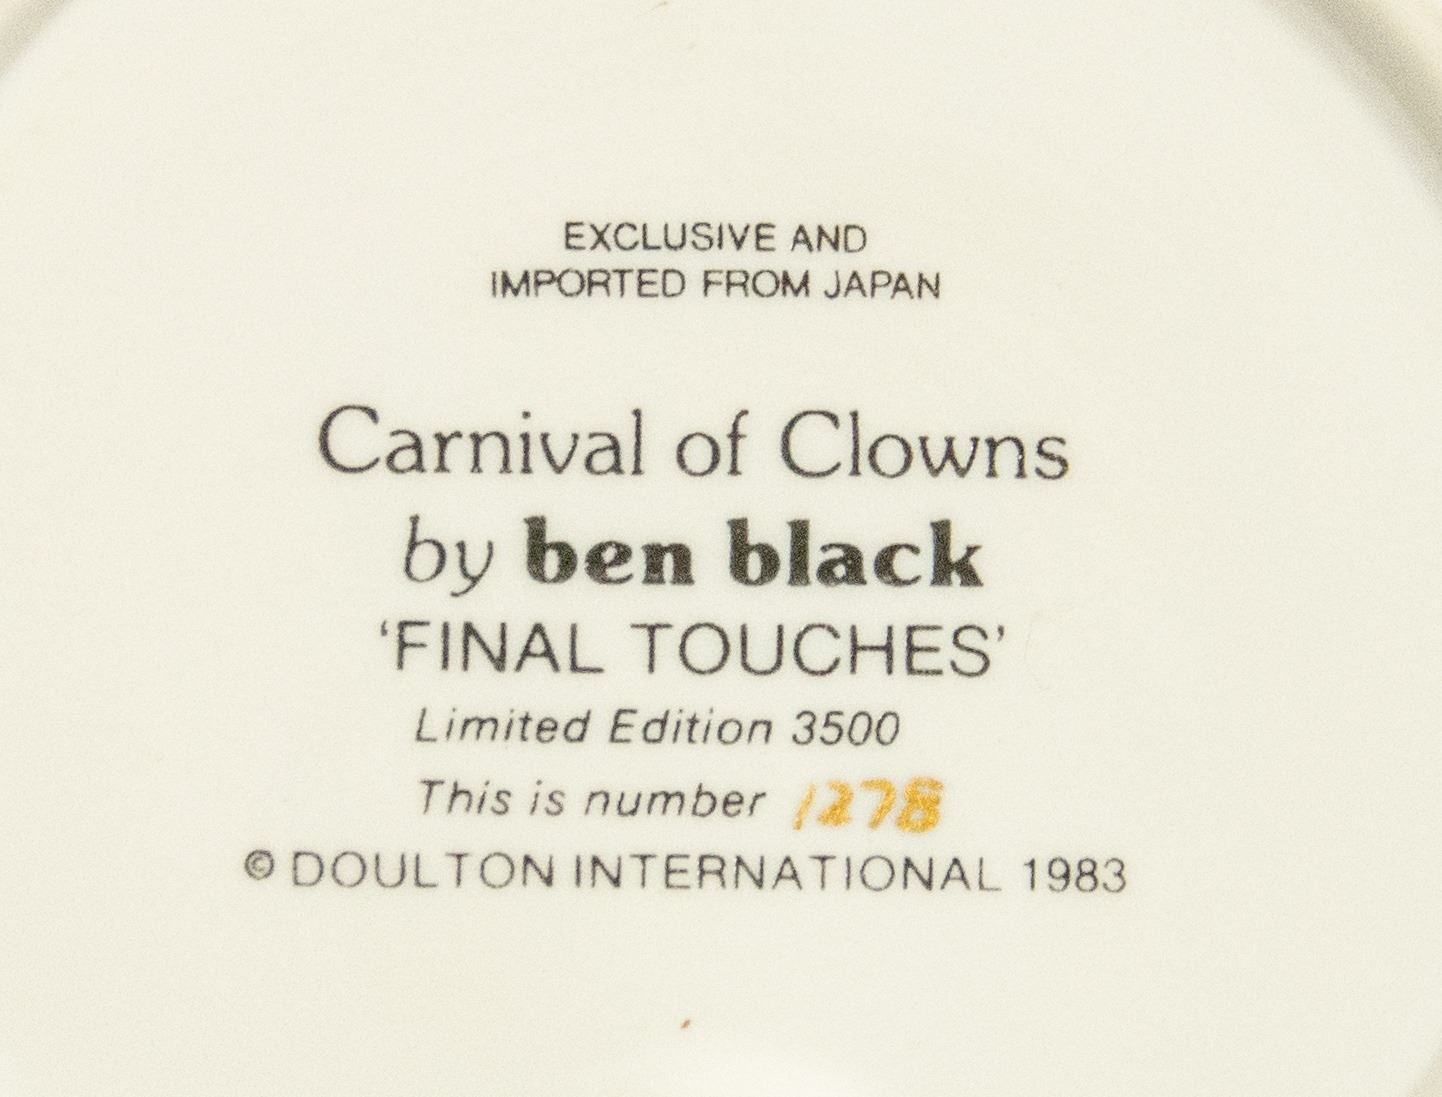 EXCLUSIVE AND
IMPORTED FROM JAPAN
Carnival of Clowns
by ben black
‘FINAL TOUCHES’
Limited Edition 3500
This is number 1278
© DOULTON INTERNATIONAL 1983